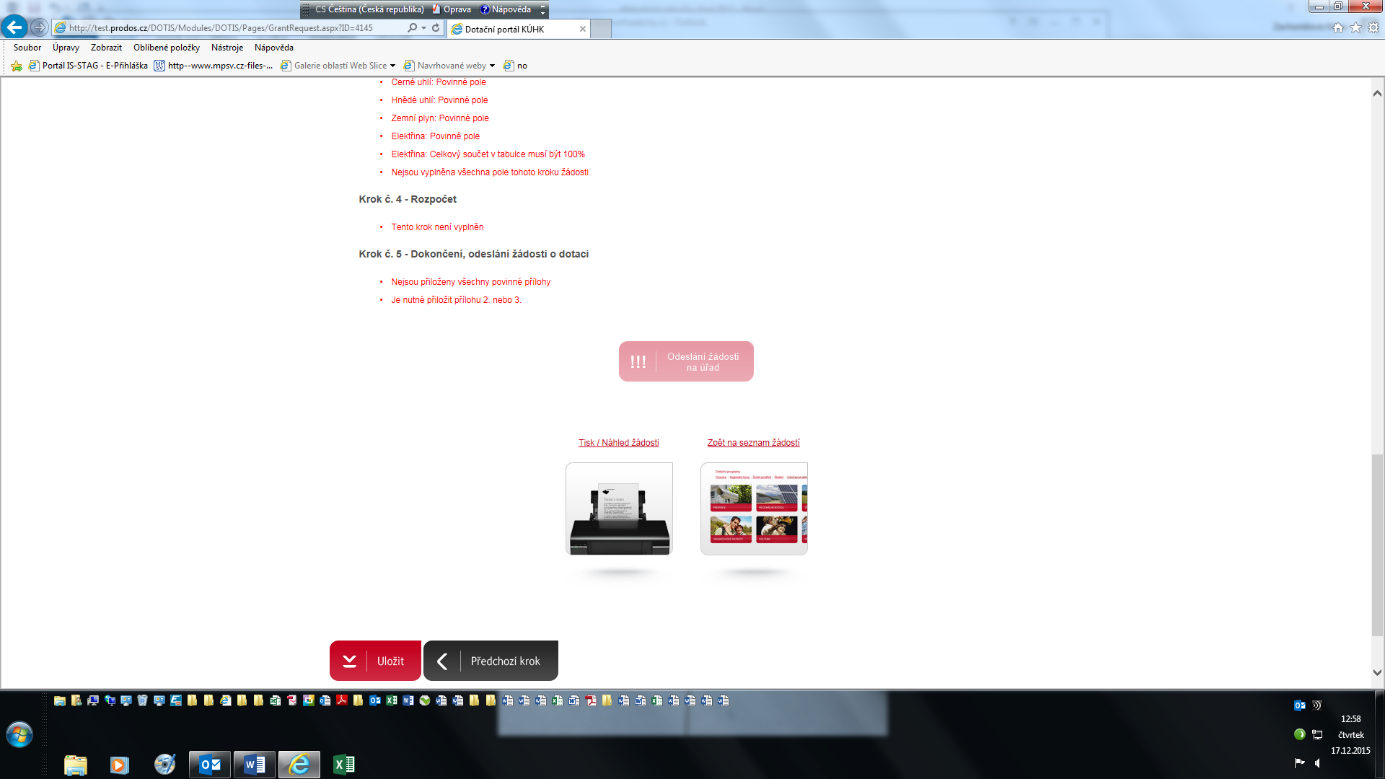 CS Čeština (Česká republika) Oprava Nápověda
http://test.prodos.cz/DOTIS/Modules/DOTIS/Pages/GrantRequest.aspx?ID=4145
Dotační portál KÚHK
Soubor Úpravy Zobrazit Oblíbené položky Nástroje Nápověda
Portál IS-STAG - E-Přihláška http--www.mpsv.cz-files-... Galerie oblastí Web Slice Navrhované weby no
• Černé uhlí: Povinné pole
• Hnědé uhlí: Povinné pole
• Zemní plyn: Povinné pole
• Elektřina: Povinné pole
• Elektřina: Celkový součet v tabulce musí být 100%
• Nejsou vyplněna všechna pole tohoto kroku žádosti
Krok č. 4 - Rozpočet
• Tento krok není vyplněn
Krok č. 5 - Dokončení, odeslání žádosti o dotaci
• Nejsou přiloženy všechny povinné přílohy
• Je nutné přiložit přílohu 2. nebo 3.
!!! Odeslání žádosti
na úřad
Tisk / Náhled žádosti
Zpět na seznam žádostí
Uložit
Předchozí krok
12:58
čtvrtek
17.12.2015